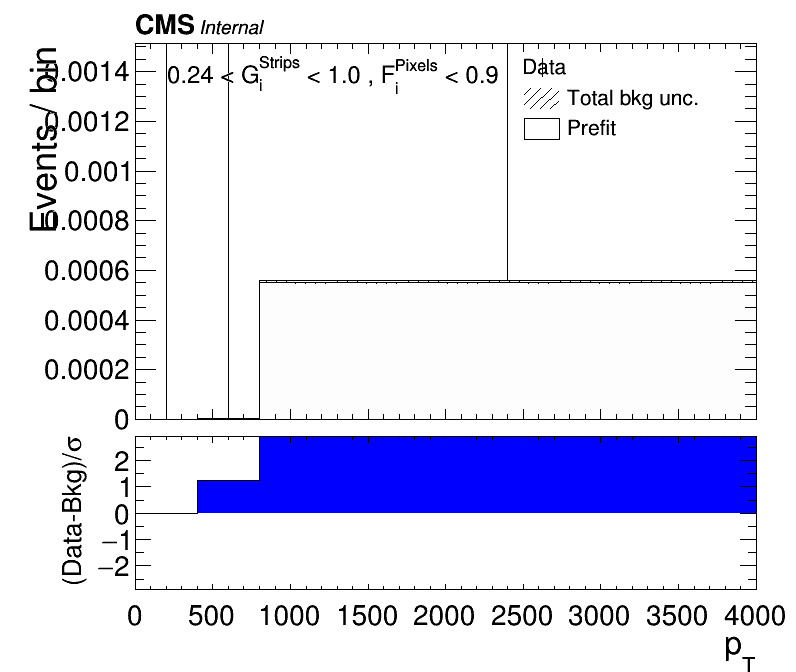 CMS Internal
Events / bin
0.24 < G_i^Strips < 1.0 , F_i^Pixels < 0.9
Data
Total bkg unc.
Prefit
0.0014
0.0012
0.001
0.0008
0.0006
0.0004
0.0002
0
(Data-Bkg)/σ
2
1
0
−1
−2
0 500 1000 1500 2000 2500 3000 3500 4000
p_T